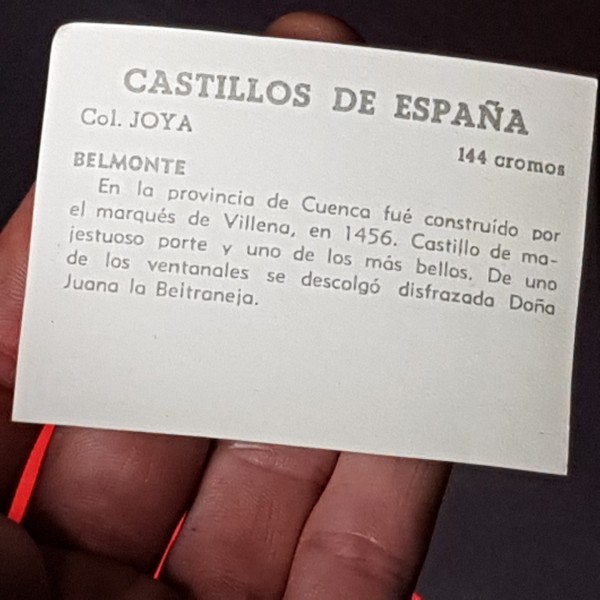 CASTILLOS DE ESPAÑA
Col. JOYA
144 cromos
BELMONTE
En la provincia de Cuenca fué construído por
el marqués de Villena, en 1456. Castillo de ma-
jestuoso porte y uno de los más bellos. De uno
de los ventanales se descolgó disfrazada Doña
Juana la Beltraneja.